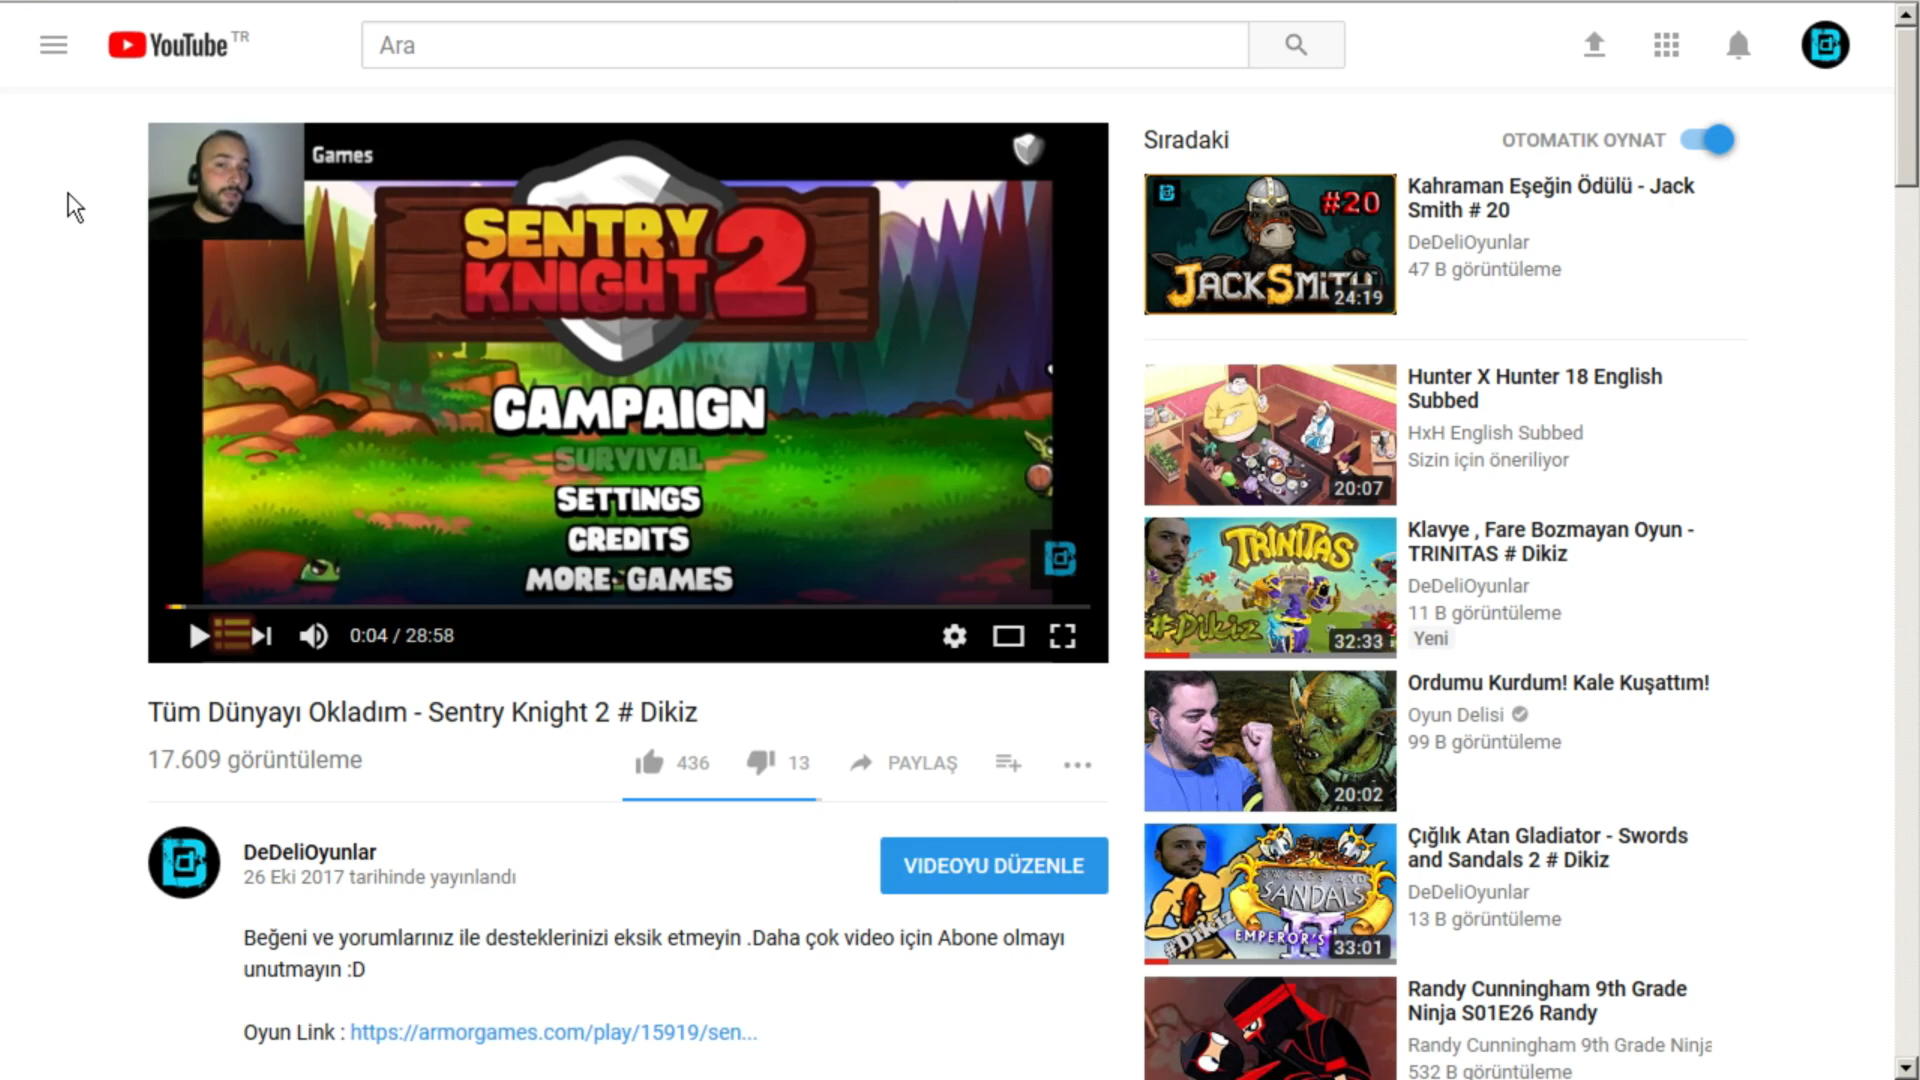 YouTube TR
Ara
Games
SENTRY
KNIGHT 2
CAMPAIGN
SURVIVAL
SETTINGS
CREDITS
MORE GAMES
0:04 / 28:58
Tüm Dünyayı Okladım - Sentry Knight 2 # Dikiz
17.609 görüntüleme
436
13
PAYLAŞ
DeDeliOyunlar
26 Eki 2017 tarihinde yayınlandı
VIDEOYU DÜZENLE
Beğeni ve yorumlarınız ile desteklerinizi eksik etmeyin .Daha çok video için Abone olmayı
unutmayın :D
Oyun Link : https://armorgames.com/play/15919/sen...
Sıradaki
OTOMATIK OYNAT
#20
JACKSMITH
24:19
Kahraman Eşeğin Ödülü - Jack
Smith # 20
DeDeliOyunlar
47 B görüntüleme
20:07
Hunter X Hunter 18 English
Subbed
HxH English Subbed
Sizin için öneriliyor
TRINITAS
#Dikiz
32:33
Klavye , Fare Bozmayan Oyun -
TRINITAS # Dikiz
DeDeliOyunlar
11 B görüntüleme
Yeni
20:02
Ordumu Kurdum! Kale Kuşattım!
Oyun Delisi
99 B görüntüleme
SWORDS AND
SANDALS
II
EMPEROR'S
#Dikiz
33:01
Çığlık Atan Gladiator - Swords
and Sandals 2 # Dikiz
DeDeliOyunlar
13 B görüntüleme
Randy Cunningham 9th Grade
Ninja S01E26 Randy
Randy Cunningham 9th Grade Ninja
532 B görüntüleme